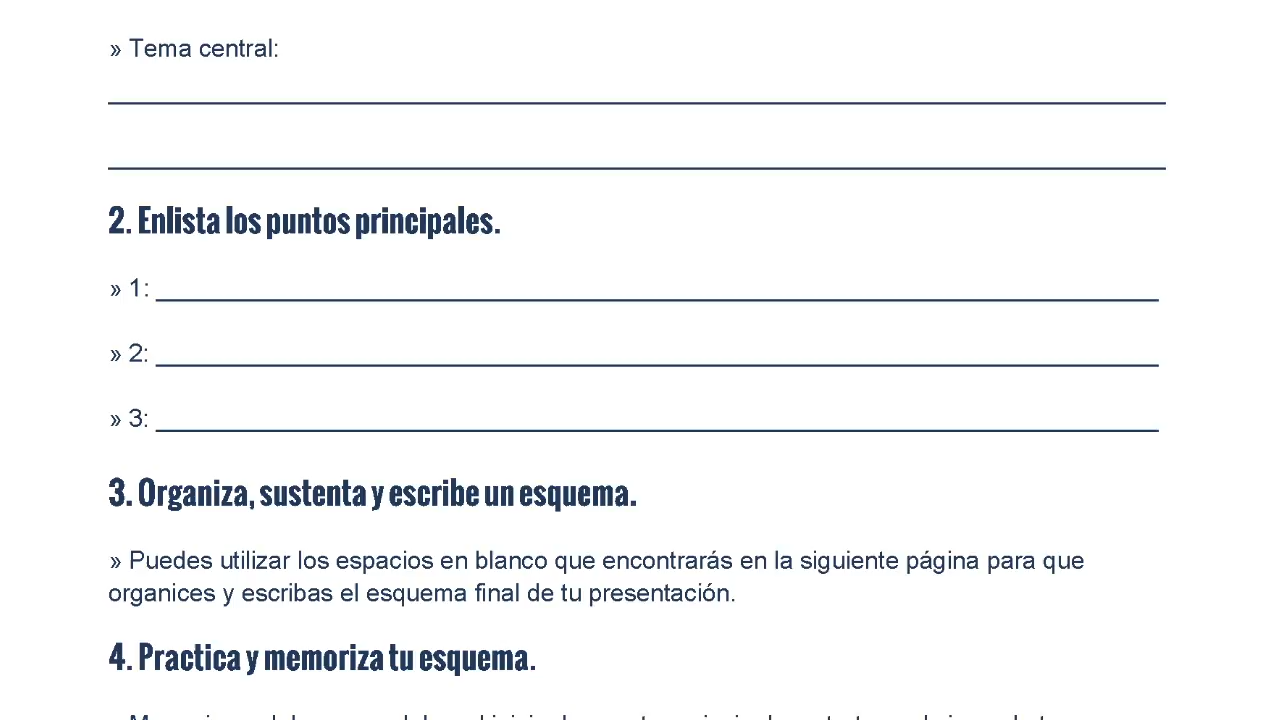 » Tema central:
2. Enlista los puntos principales.
» 1:
» 2:
» 3:
3. Organiza, sustenta y escribe un esquema.
» Puedes utilizar los espacios en blanco que encontrarás en la siguiente página para que
organices y escribas el esquema final de tu presentación.
4. Practica y memoriza tu esquema.